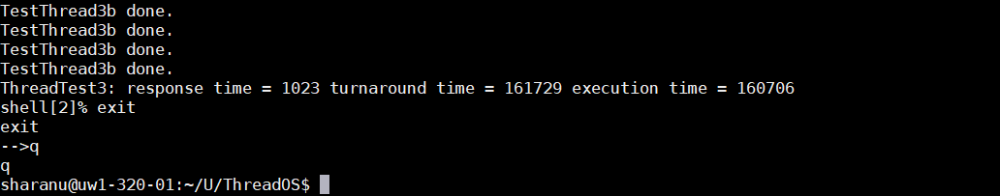 TestThread3b done.
TestThread3b done.
TestThread3b done.
TestThread3b done.
ThreadTest3: response time = 1023 turnaround time = 161729 execution time = 160706
shell[2]% exit
exit
-->q
q
sharanu@uw1-320-01:~/U/ThreadOS$